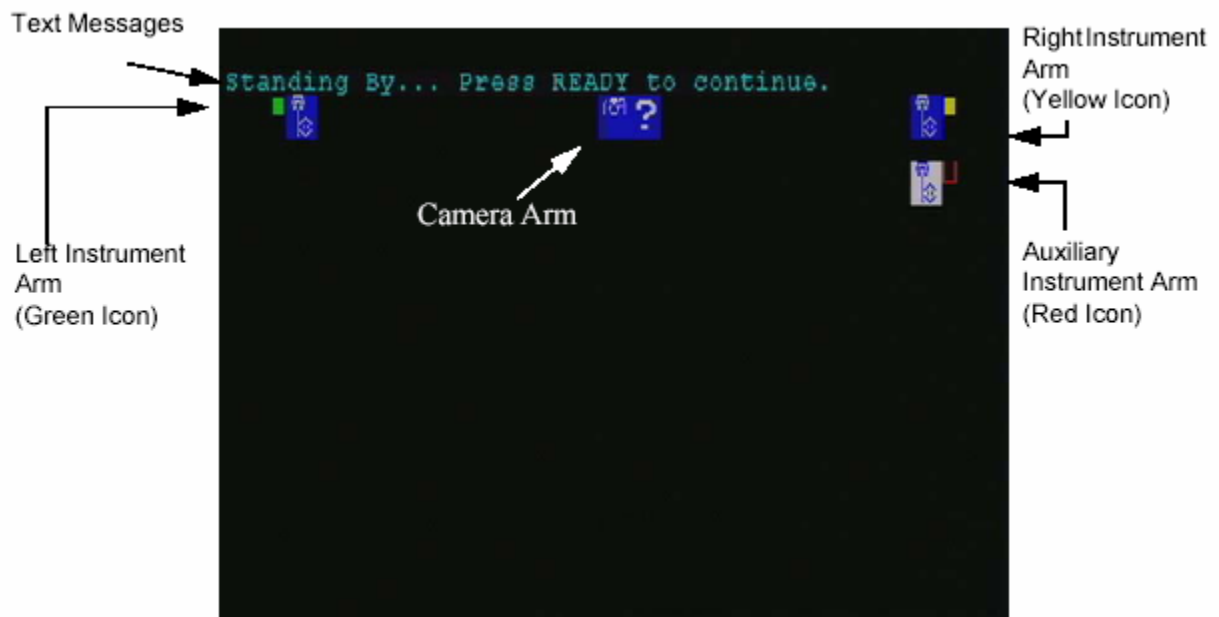 Text Messages
Standing By... Press READY to continue.
?
Camera Arm
Left Instrument
Arm
(Green Icon)
Right Instrument
Arm
(Yellow Icon)
Auxiliary
Instrument Arm
(Red Icon)